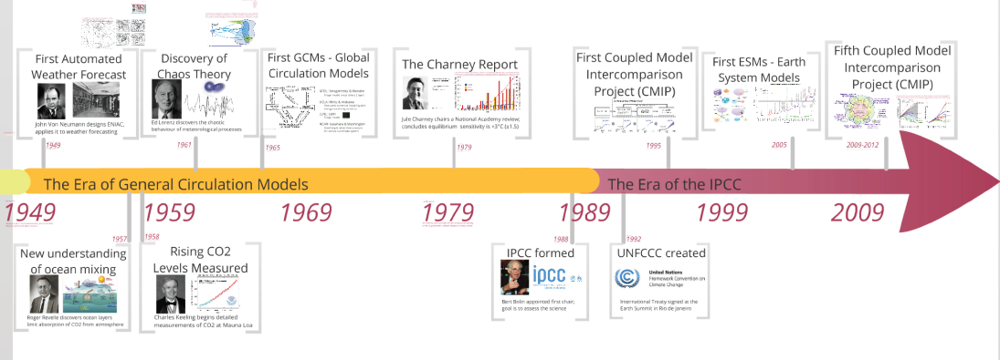 First Automated
Weather Forecast
John Von Neumann designs ENIAC,
applies it to weather forecasting
1949
Discovery of
Chaos Theory
Ed Lorenz discovers the chaotic
behaviour of meteorological processes
1961
First GCMs - Global
Circulation Models
1965
The Charney Report
Jule Charney chairs a National Academy review;
concludes equilibrium sensitivity is ≈3°C (±1.5)
1979
First Coupled Model
Intercomparison
Project (CMIP)
1995
First ESMs - Earth
System Models
2005
Fifth Coupled Model
Intercomparison
Project (CMIP)
2009-2012
The Era of General Circulation Models
The Era of the IPCC
1949
1959
1969
1979
1989
1999
2009
1957
New understanding
of ocean mixing
Roger Revelle discovers ocean layers
limit absorption of CO2 from atmosphere
1958
Rising CO2
Levels Measured
Charles Keeling begins detailed
measurements of CO2 at Mauna Loa
1988
IPCC formed
ipcc
Bert Bolin appointed first chair;
goal is to assess the science
1992
UNFCCC created
United Nations
Framework Convention on
Climate Change
International Treaty signed at the
Earth Summit in Rio de Janeiro